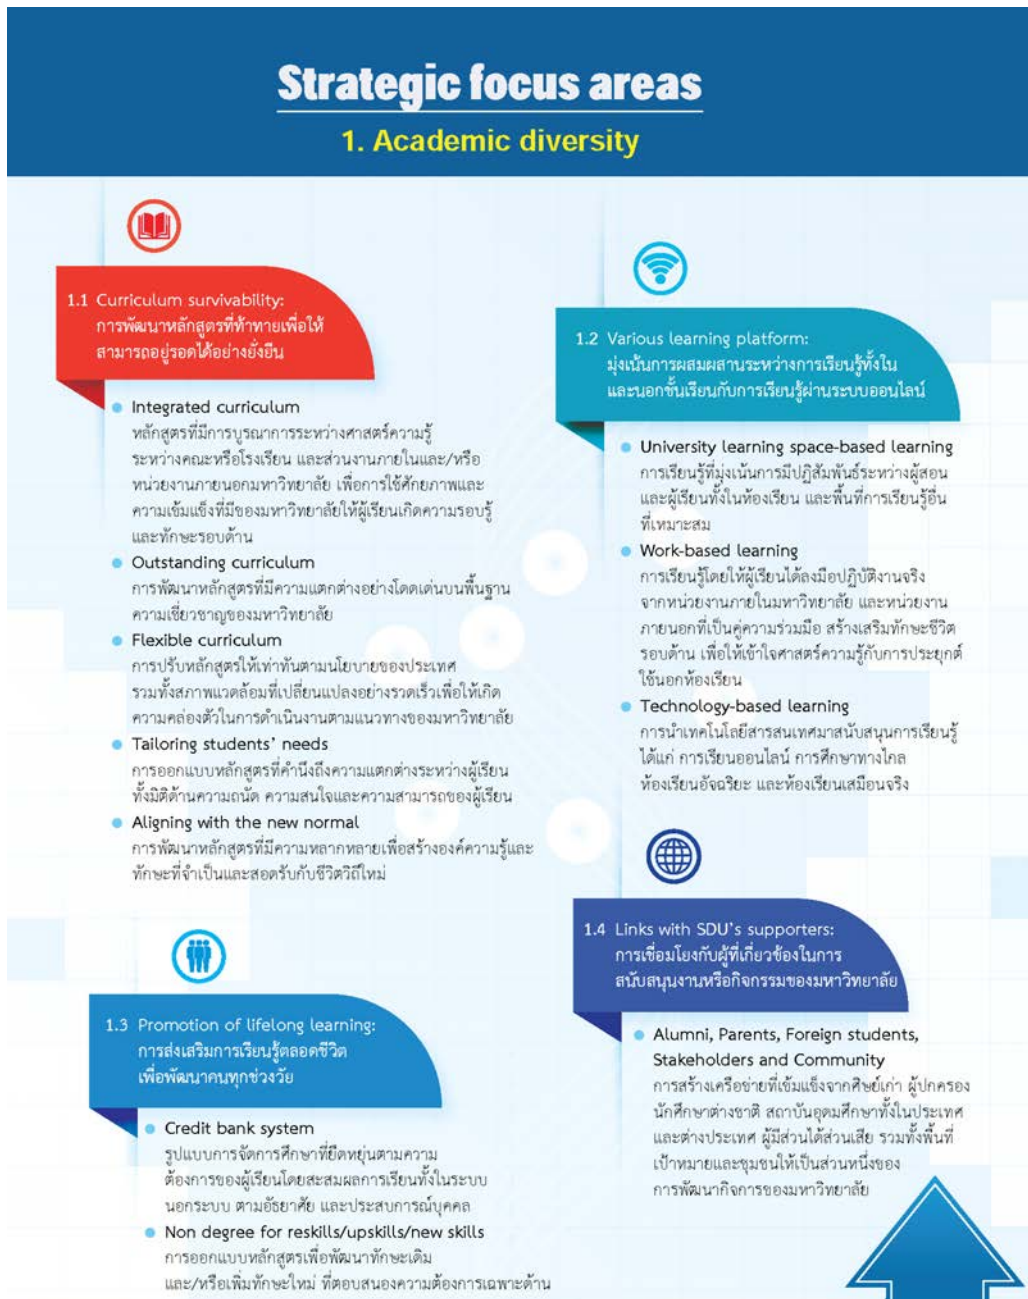 Strategic focus areas
1. Academic diversity
1.1 Curriculum survivability:
การพัฒนาหลักสูตรที่ท้าทายเพื่อให้
สามารถอยู่รอดได้อย่างยั่งยืน
Integrated curriculum
หลักสูตรที่มีการบูรณาการระหว่างศาสตร์ความรู้
ระหว่างคณะหรือโรงเรียน และส่วนงานภายในและ/หรือ
หน่วยงานภายนอกมหาวิทยาลัย เพื่อการใช้ศักยภาพและ
ความเข้มแข็งที่มีของมหาวิทยาลัยให้ผู้เรียนเกิดความรอบรู้
และทักษะรอบด้าน
Outstanding curriculum
การพัฒนาหลักสูตรที่มีความแตกต่างอย่างโดดเด่นบนพื้นฐาน
ความเชี่ยวชาญของมหาวิทยาลัย
Flexible curriculum
การปรับหลักสูตรให้เท่าทันตามนโยบายของประเทศ
รวมทั้งสภาพแวดล้อมที่เปลี่ยนแปลงอย่างรวดเร็วเพื่อให้เกิด
ความคล่องตัวในการดำเนินงานตามแนวทางของมหาวิทยาลัย
Tailoring students' needs
การออกแบบหลักสูตรที่คำนึงถึงความแตกต่างระหว่างผู้เรียน
ทั้งมิติด้านความถนัด ความสนใจและความสามารถของผู้เรียน
Aligning with the new normal
การพัฒนาหลักสูตรที่มีความหลากหลายเพื่อสร้างองค์ความรู้และ
ทักษะที่จำเป็นและสอดรับกับชีวิตวิถีใหม่
1.2 Various learning platform:
มุ่งเน้นการผสมผสานระหว่างการเรียนรู้ทั้งใน
และนอกชั้นเรียนกับการเรียนรู้ผ่านระบบออนไลน์
University learning space-based learning
การเรียนรู้ที่มุ่งเน้นการมีปฏิสัมพันธ์ระหว่างผู้สอน
และผู้เรียนทั้งในห้องเรียน และพื้นที่การเรียนรู้อื่น
ที่เหมาะสม
Work-based learning
การเรียนรู้โดยให้ผู้เรียนได้ลงมือปฏิบัติงานจริง
จากหน่วยงานภายในมหาวิทยาลัย และหน่วยงาน
ภายนอกที่เป็นคู่ความร่วมมือ สร้างเสริมทักษะชีวิต
รอบด้าน เพื่อให้เข้าใจศาสตร์ความรู้กับการประยุกต์
ใช้นอกห้องเรียน
Technology-based learning
การนำเทคโนโลยีสารสนเทศมาสนับสนุนการเรียนรู้
ได้แก่ การเรียนออนไลน์ การศึกษาทางไกล
ห้องเรียนอัจฉริยะ และห้องเรียนเสมือนจริง
1.3 Promotion of lifelong learning:
การส่งเสริมการเรียนรู้ตลอดชีวิต
เพื่อพัฒนาคนทุกช่วงวัย
Credit bank system
รูปแบบการจัดการศึกษาที่ยืดหยุ่นตามความ
ต้องการของผู้เรียนโดยสะสมผลการเรียนทั้งในระบบ
นอกระบบ ตามอัธยาศัย และประสบการณ์บุคคล
Non degree for reskills/upskills/new skills
การออกแบบหลักสูตรเพื่อพัฒนาทักษะเดิม
และ/หรือเพิ่มทักษะใหม่ ที่ตอบสนองความต้องการเฉพาะด้าน
1.4 Links with SDU's supporters:
การเชื่อมโยงกับผู้ที่เกี่ยวข้องในการ
สนับสนุนงานหรือกิจกรรมของมหาวิทยาลัย
Alumni, Parents, Foreign students,
Stakeholders and Community
การสร้างเครือข่ายที่เข้มแข็งจากศิษย์เก่า ผู้ปกครอง
นักศึกษาต่างชาติ สถาบันอุดมศึกษาทั้งในประเทศ
และต่างประเทศ ผู้มีส่วนได้ส่วนเสีย รวมทั้งพื้นที่
เป้าหมายและชุมชนให้เป็นส่วนหนึ่งของ
การพัฒนากิจการของมหาวิทยาลัย